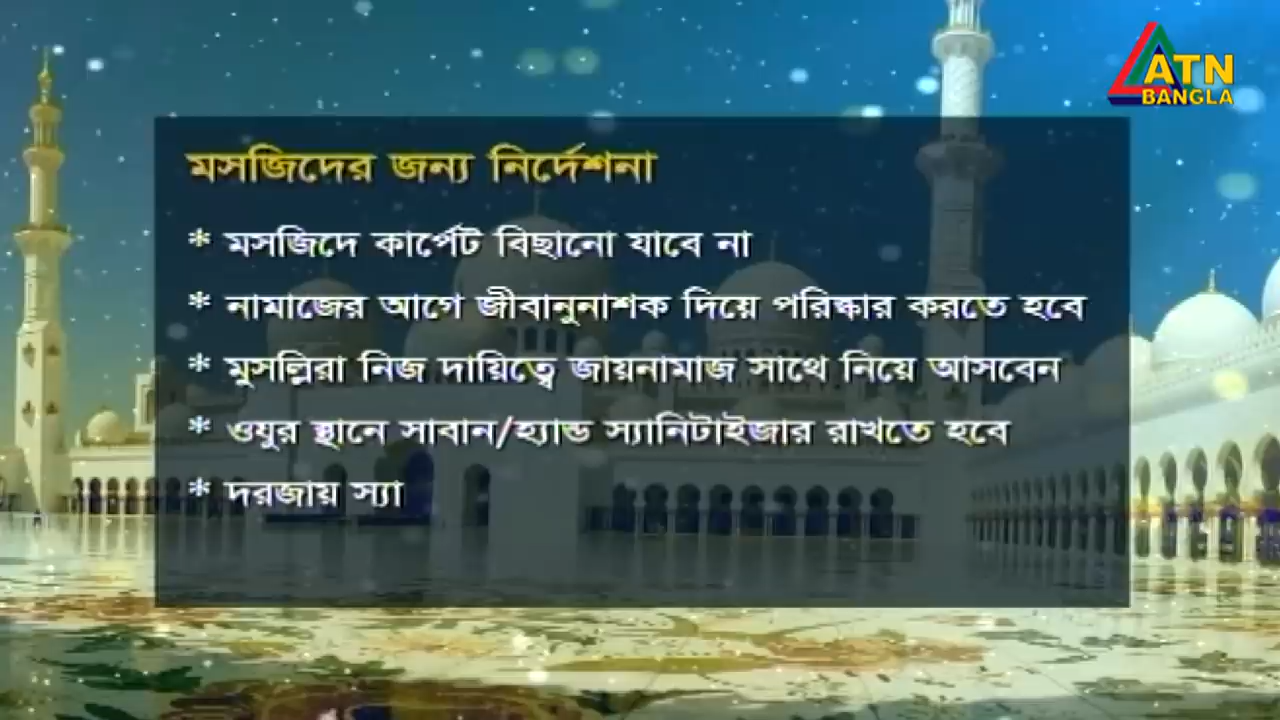 ATN
BANGLA
মসজিদের জন্য নির্দেশনা
* মসজিদে কার্পেট বিছানো যাবে না
* নামাজের আগে জীবানুনাশক দিয়ে পরিষ্কার করতে হবে
* মুসল্লিরা নিজ দায়িত্বে জায়নামাজ সাথে নিয়ে আসবেন
* ওযুর স্থানে সাবান/হ্যান্ড স্যানিটাইজার রাখতে হবে
* দরজায় স্যা